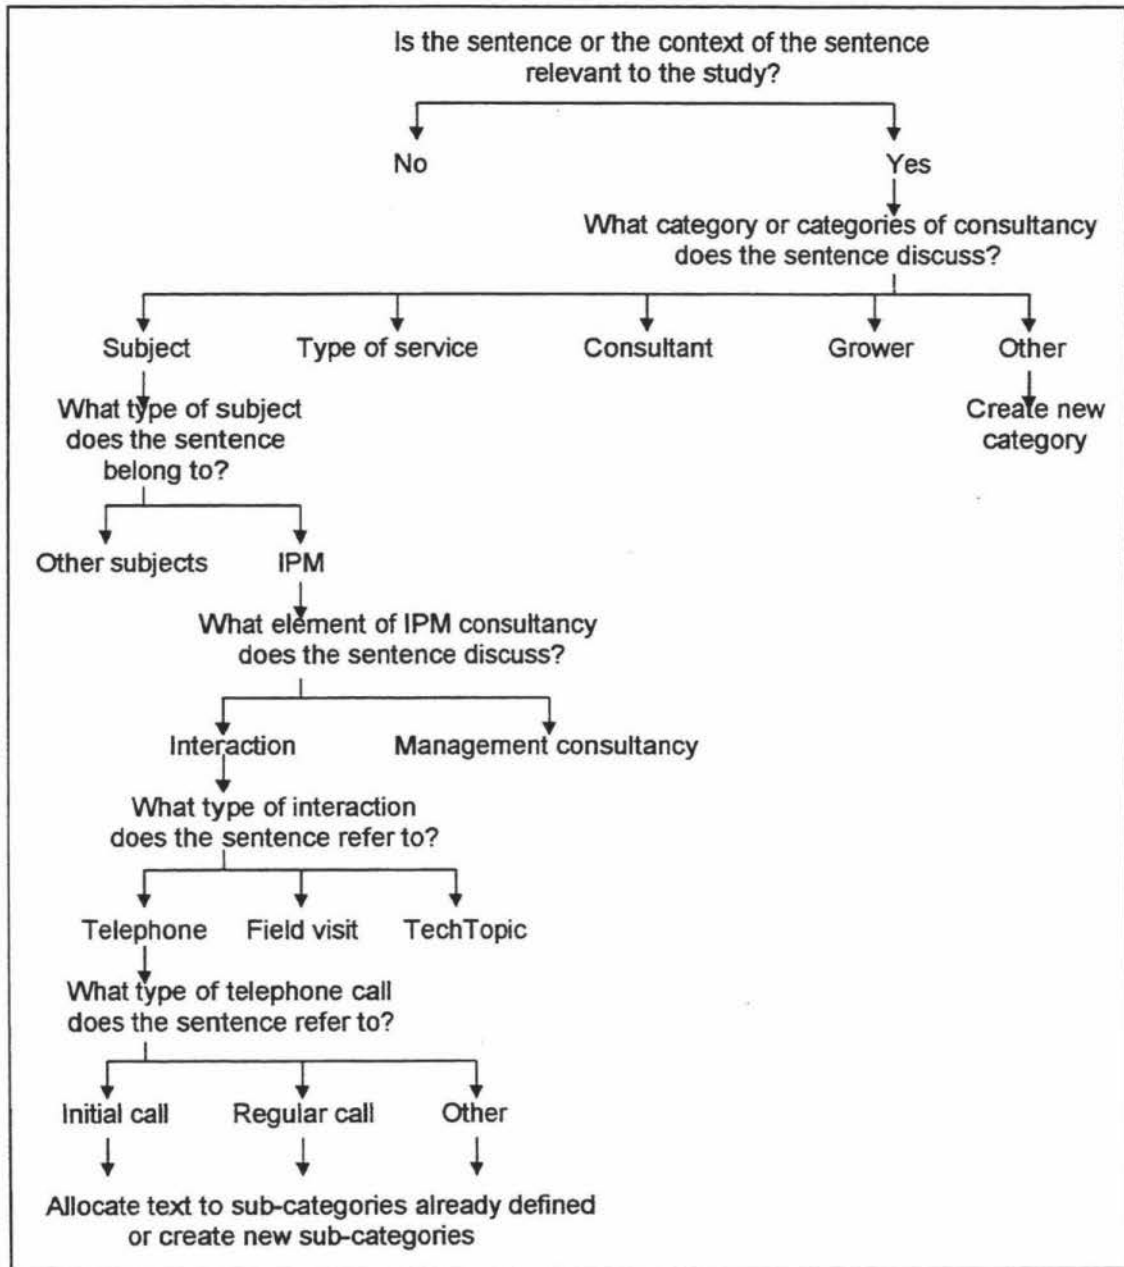 Is the sentence or the context of the sentence
relevant to the study?
No
Yes
What category or categories of consultancy
does the sentence discuss?
Subject
Type of service
Consultant
Grower
Other
What type of subject
does the sentence
belong to?
Create new
category
Other subjects
IPM
What element of IPM consultancy
does the sentence discuss?
Interaction
Management consultancy
What type of interaction
does the sentence refer to?
Telephone
Field visit
TechTopic
What type of telephone call
does the sentence refer to?
Initial call
Regular call
Other
Allocate text to sub-categories already defined
or create new sub-categories